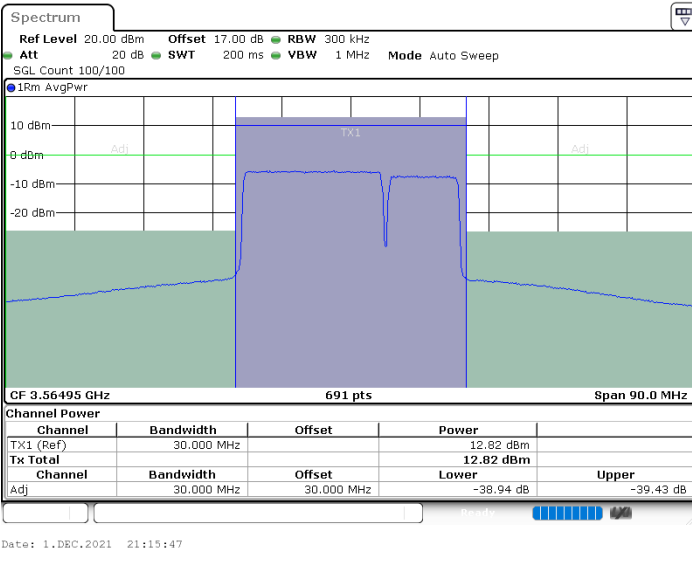 Spectrum
Ref Level 20.00 dBm Offset 17.00 dB RBW 300 kHz
Att 20 dB SWT 200 ms VBW 1 MHz Mode Auto Sweep
SGL Count 100/100
1Rm AvgPwr
10 dBm
TX1
Adj Adj
0 dBm
-10 dBm
-20 dBm
CF 3.56495 GHz 691 pts Span 90.0 MHz
Channel Power
Channel Bandwidth Offset Power
TX1 (Ref) 30.000 MHz 12.82 dBm
Tx Total 12.82 dBm
Channel Bandwidth Offset Lower Upper
Adj 30.000 MHz 30.000 MHz -38.94 dB -39.43 dB
Ready
Date: 1.DEC.2021 21:15:47